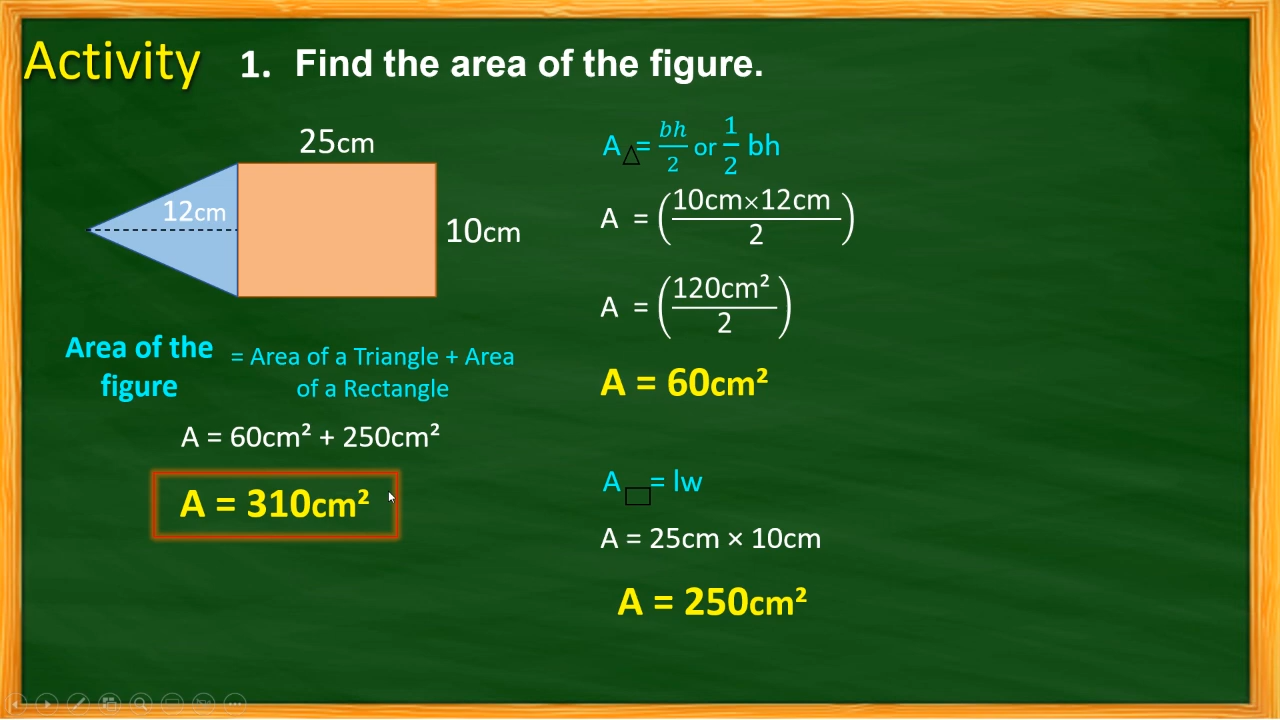 Activity 1. Find the area of the figure.
25cm
12cm
10cm
Area of the figure = Area of a Triangle + Area of a Rectangle
A = 60cm² + 250cm²
A = 310cm²
A △ = bh/2 or 1/2 bh
A = (10cm×12cm / 2)
A = (120cm² / 2)
A = 60cm²
A ▭ = lw
A = 25cm × 10cm
A = 250cm²